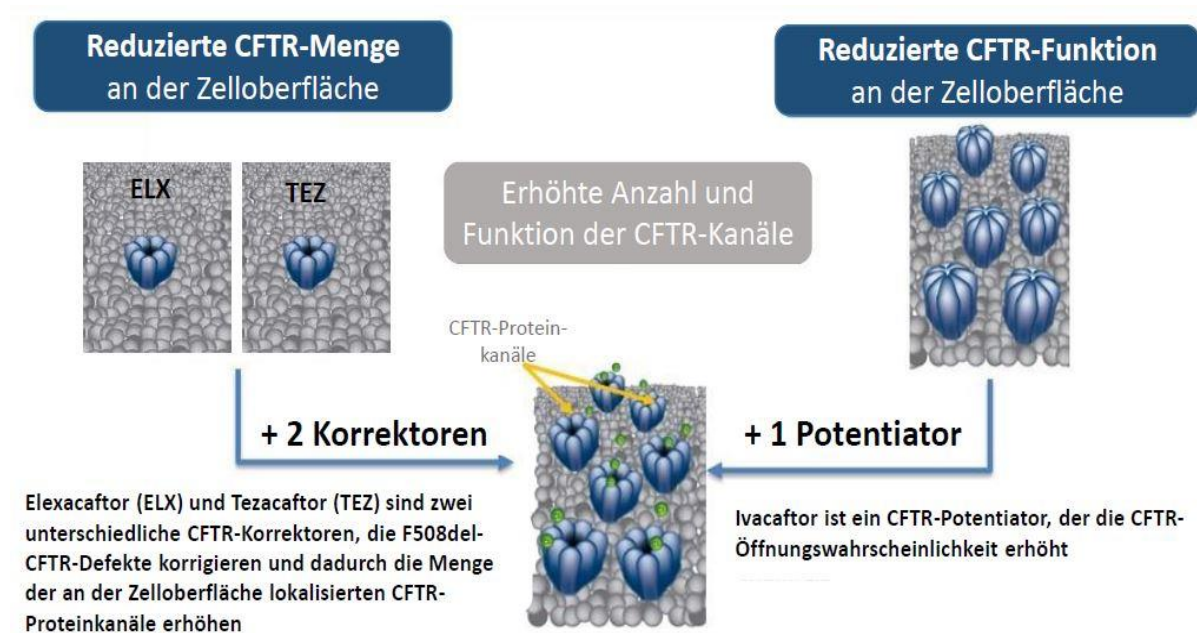 Reduzierte CFTR-Menge
an der Zelloberfläche
Reduzierte CFTR-Funktion
an der Zelloberfläche
ELX
TEZ
Erhöhte Anzahl und
Funktion der CFTR-Kanäle
CFTR-Protein-
kanäle
+ 2 Korrektoren
+ 1 Potentiator
Elexacaftor (ELX) und Tezacaftor (TEZ) sind zwei
unterschiedliche CFTR-Korrektoren, die F508del-
CFTR-Defekte korrigieren und dadurch die Menge
der an der Zelloberfläche lokalisierten CFTR-
Proteinkanäle erhöhen
Ivacaftor ist ein CFTR-Potentiator, der die CFTR-
Öffnungswahrscheinlichkeit erhöht